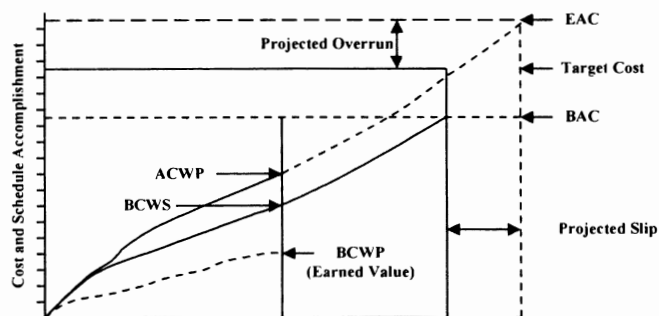 EAC
Projected Overrun
Target Cost
BAC
ACWP
BCWS
BCWP
(Earned Value)
Projected Slip
Cost and Schedule Accomplishment